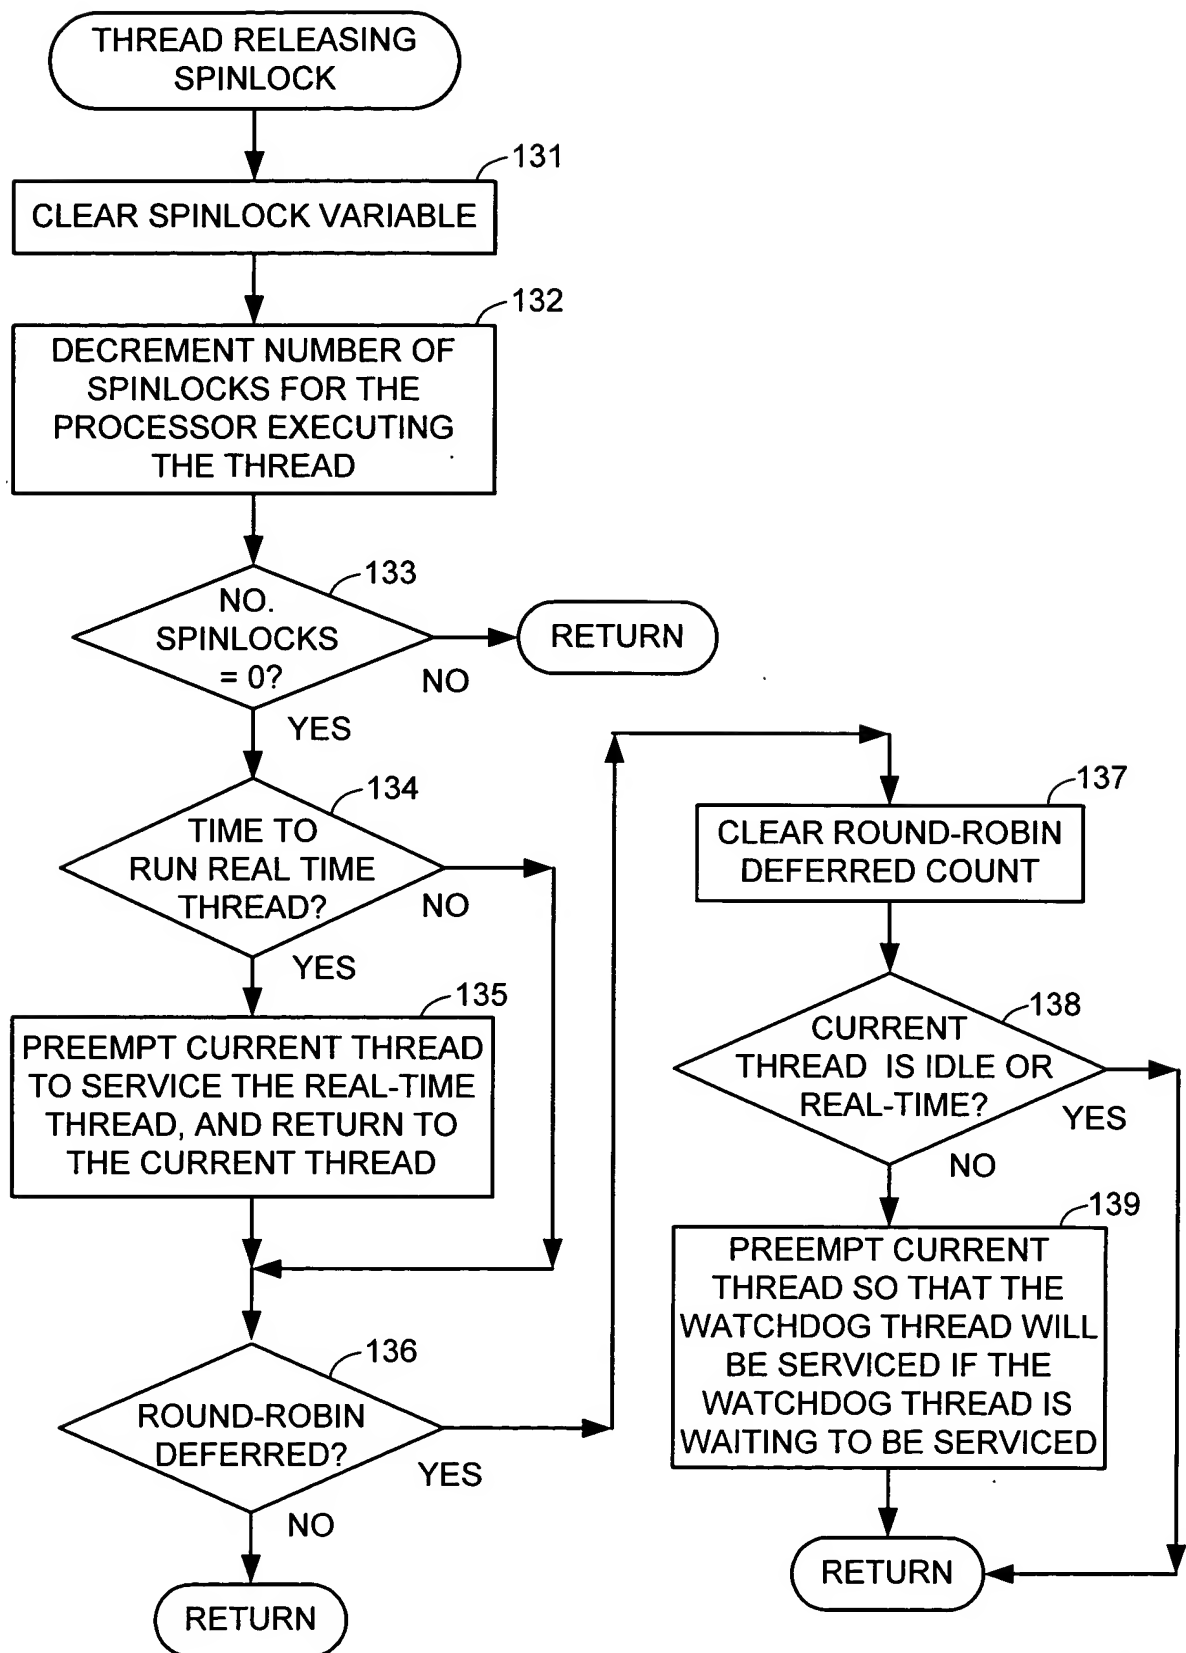 THREAD RELEASING
SPINLOCK
131
CLEAR SPINLOCK VARIABLE
132
DECREMENT NUMBER OF
SPINLOCKS FOR THE
PROCESSOR EXECUTING
THE THREAD
133
NO.
SPINLOCKS
= 0?
NO
RETURN
YES
134
TIME TO
RUN REAL TIME
THREAD?
NO
YES
135
PREEMPT CURRENT THREAD
TO SERVICE THE REAL-TIME
THREAD, AND RETURN TO
THE CURRENT THREAD
136
ROUND-ROBIN
DEFERRED?
YES
NO
RETURN
137
CLEAR ROUND-ROBIN
DEFERRED COUNT
138
CURRENT
THREAD IS IDLE OR
REAL-TIME?
YES
NO
139
PREEMPT CURRENT
THREAD SO THAT THE
WATCHDOG THREAD WILL
BE SERVICED IF THE
WATCHDOG THREAD IS
WAITING TO BE SERVICED
RETURN